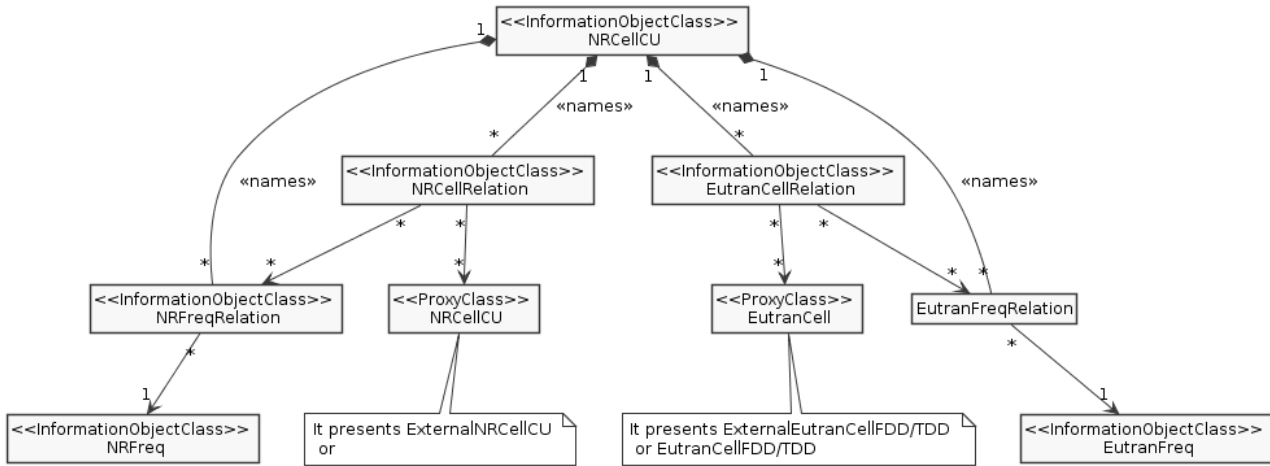 <<InformationObjectClass>>
NRCellCU
1
1
1
1
«names»
«names»
*
*
<<InformationObjectClass>>
NRCellRelation
<<InformationObjectClass>>
EutranCellRelation
«names»
«names»
*
*
*
*
*
*
*
*
*
*
<<InformationObjectClass>>
NRFreqRelation
<<ProxyClass>>
NRCellCU
<<ProxyClass>>
EutranCell
EutranFreqRelation
*
*
1
1
<<InformationObjectClass>>
NRFreq
It presents ExternalNRCellCU
or
It presents ExternalEutranCellFDD/TDD
or EutranCellFDD/TDD
<<InformationObjectClass>>
EutranFreq